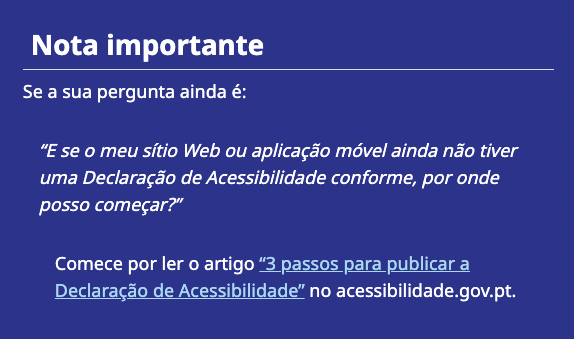 Nota importante
Se a sua pergunta ainda é:
“E se o meu sítio Web ou aplicação móvel ainda não tiver
uma Declaração de Acessibilidade conforme, por onde
posso começar?”
Comece por ler o artigo “3 passos para publicar a
Declaração de Acessibilidade” no acessibilidade.gov.pt.